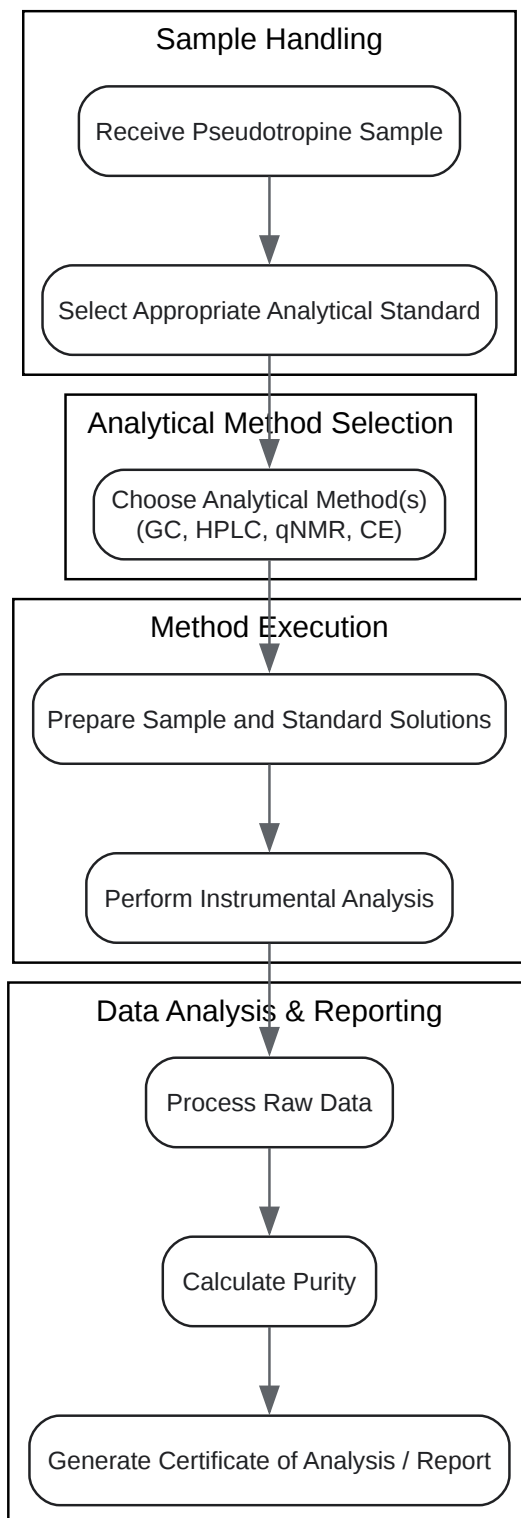 Sample Handling
Receive Pseudotropine Sample
Select Appropriate Analytical Standard
Analytical Method Selection
Choose Analytical Method(s)
(GC, HPLC, qNMR, CE)
Method Execution
Prepare Sample and Standard Solutions
Perform Instrumental Analysis
Data Analysis & Reporting
Process Raw Data
Calculate Purity
Generate Certificate of Analysis / Report